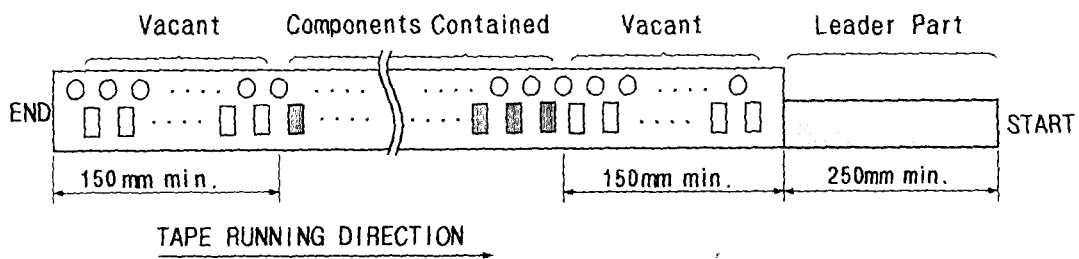 Vacant Components Contained Vacant Leader Part
END START
150mm min. 150mm min. 250mm min.
TAPE RUNNING DIRECTION